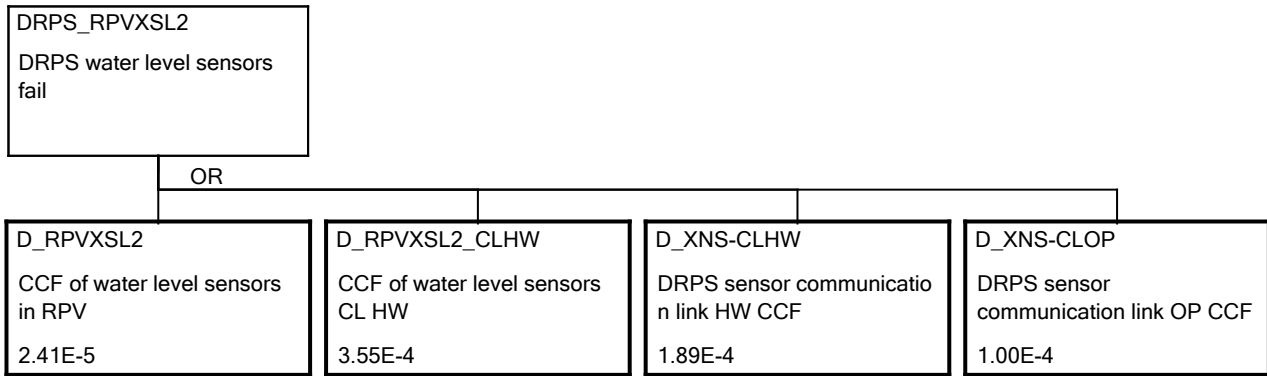 DRPS_RPVXSL2
DRPS water level sensors
fail
OR
D_RPVXSL2
CCF of water level sensors
in RPV
2.41E-5
D_RPVXSL2_CLHW
CCF of water level sensors
CL HW
3.55E-4
D_XNS-CLHW
DRPS sensor communicatio
n link HW CCF
1.89E-4
D_XNS-CLOP
DRPS sensor
communication link OP CCF
1.00E-4